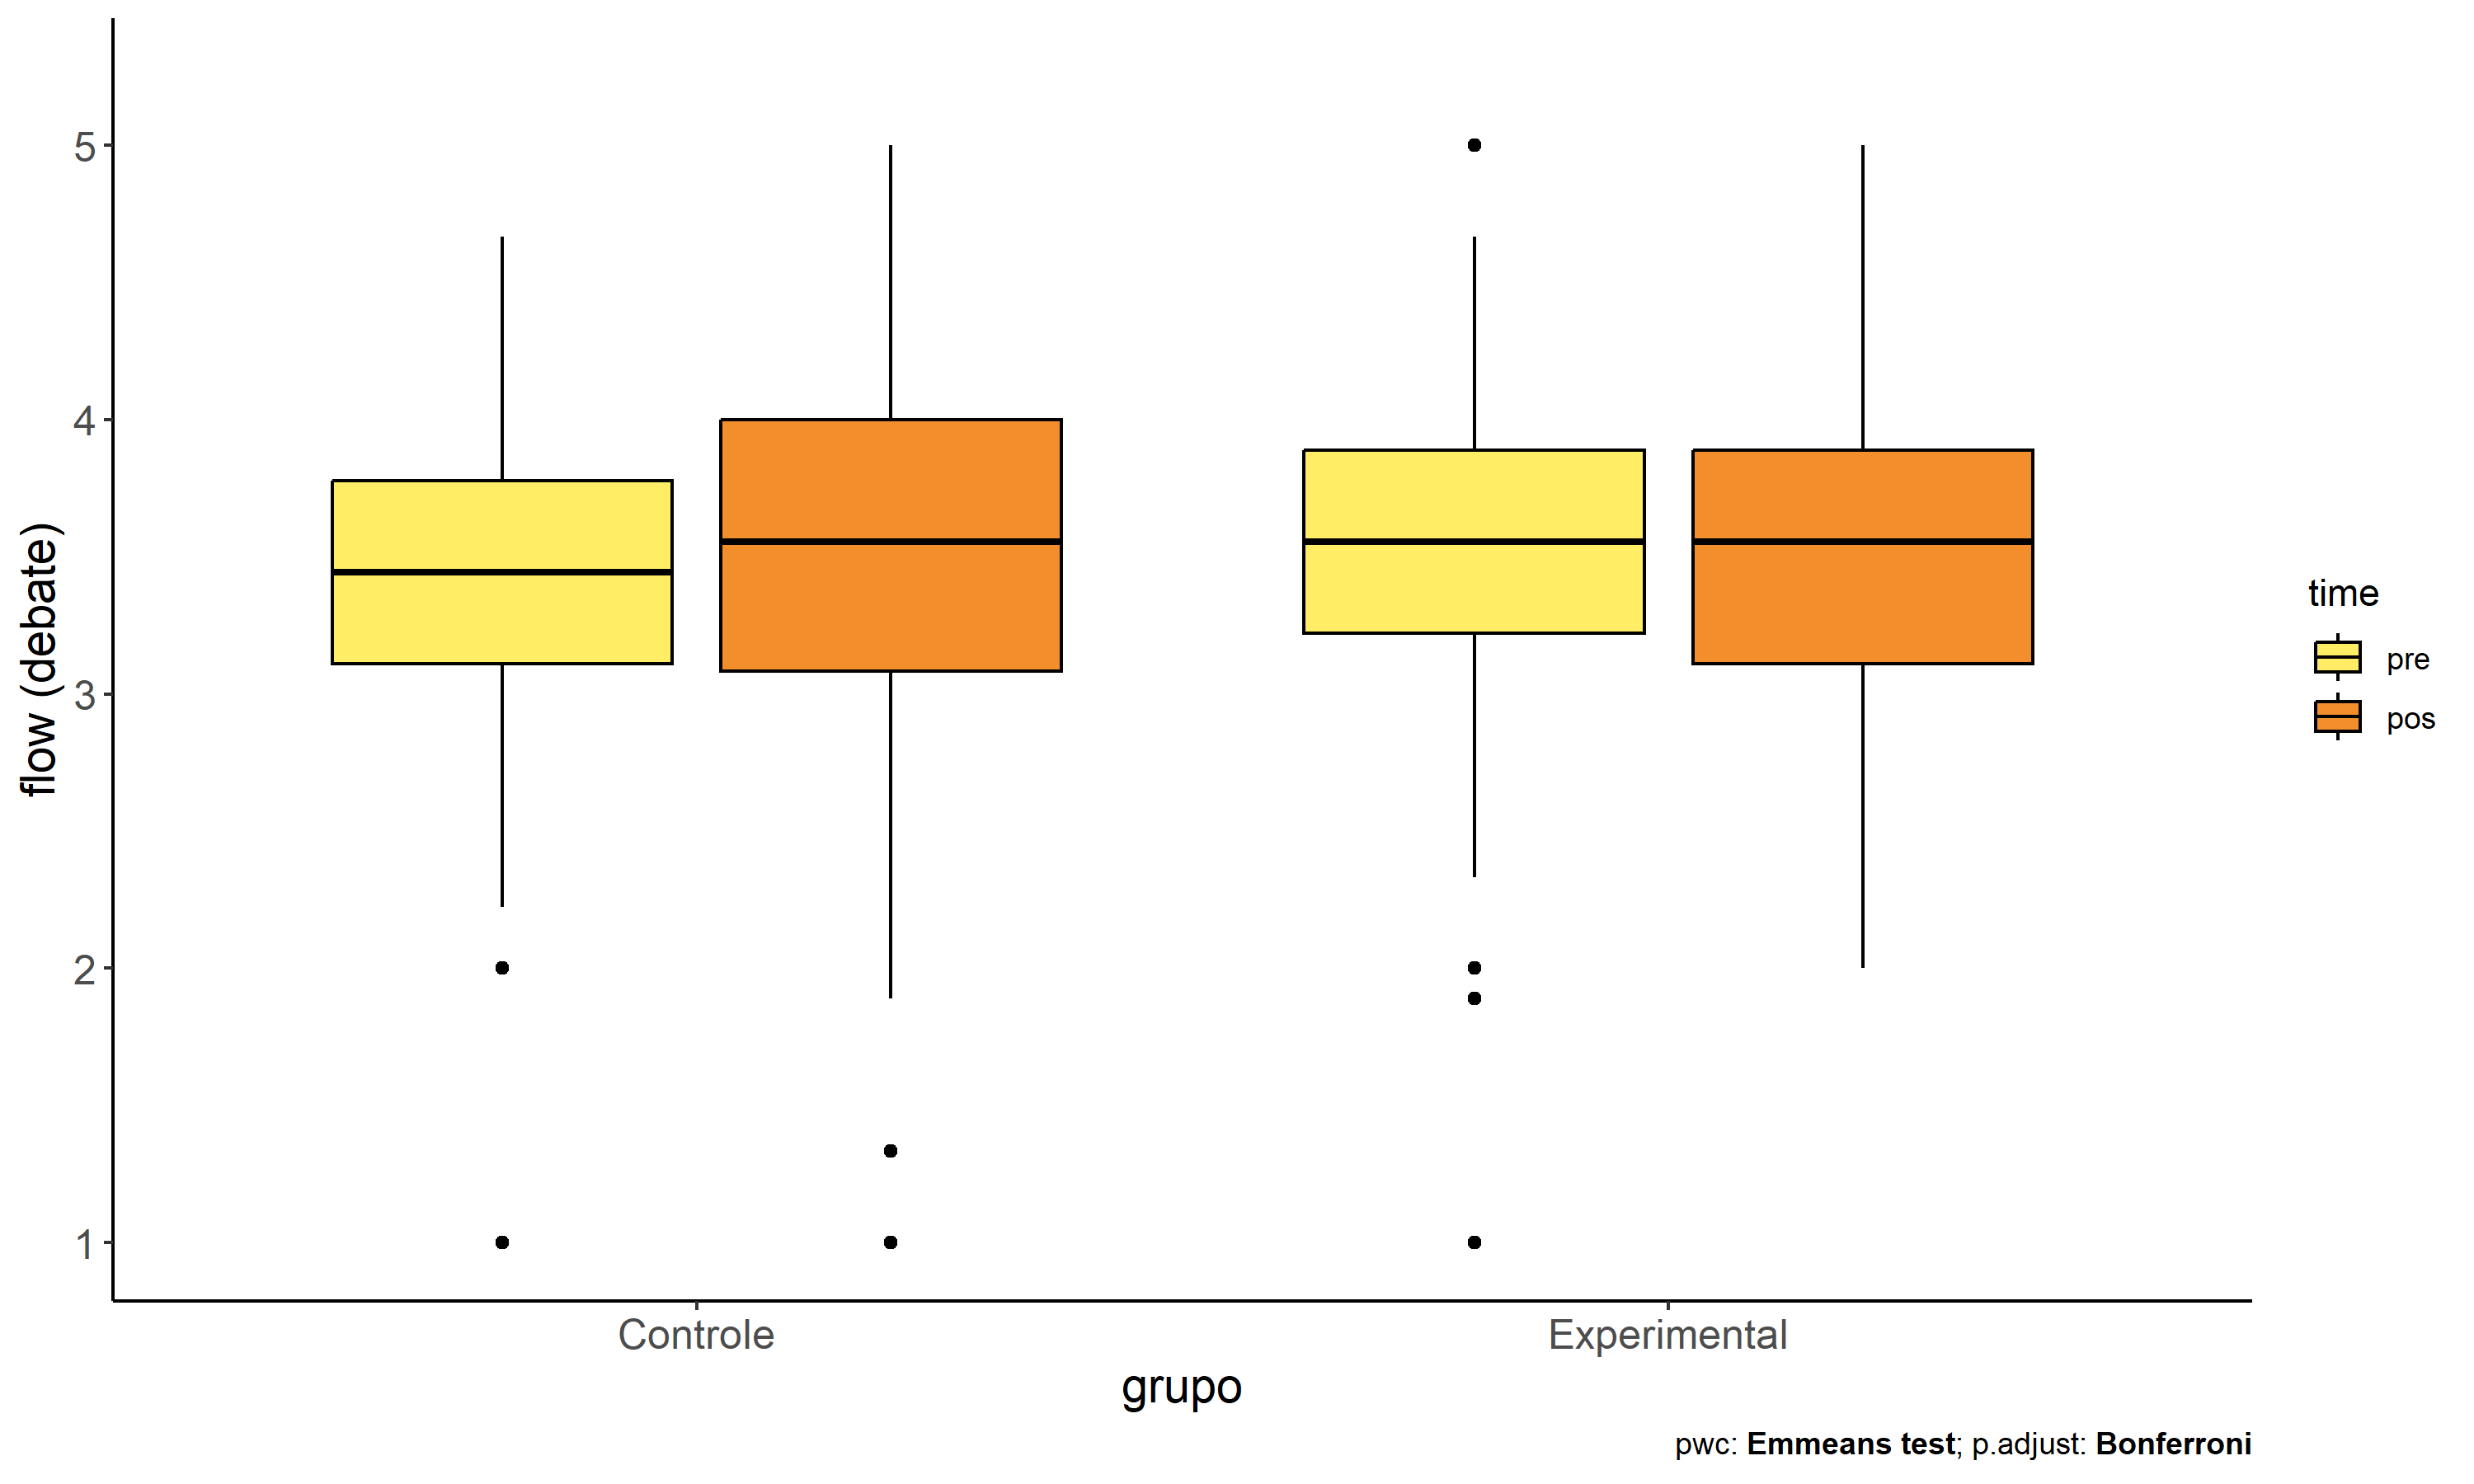 flow (debate)
5
4
3
2
1
Controle
Experimental
grupo
time
pre
pos
pwc: Emmeans test; p.adjust: Bonferroni